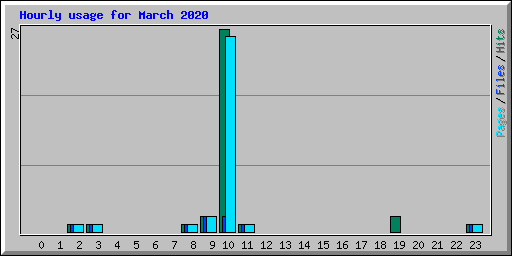 Hourly usage for March 2020
27
Pages/Files/Hits
0 1 2 3 4 5 6 7 8 9 10 11 12 13 14 15 16 17 18 19 20 21 22 23